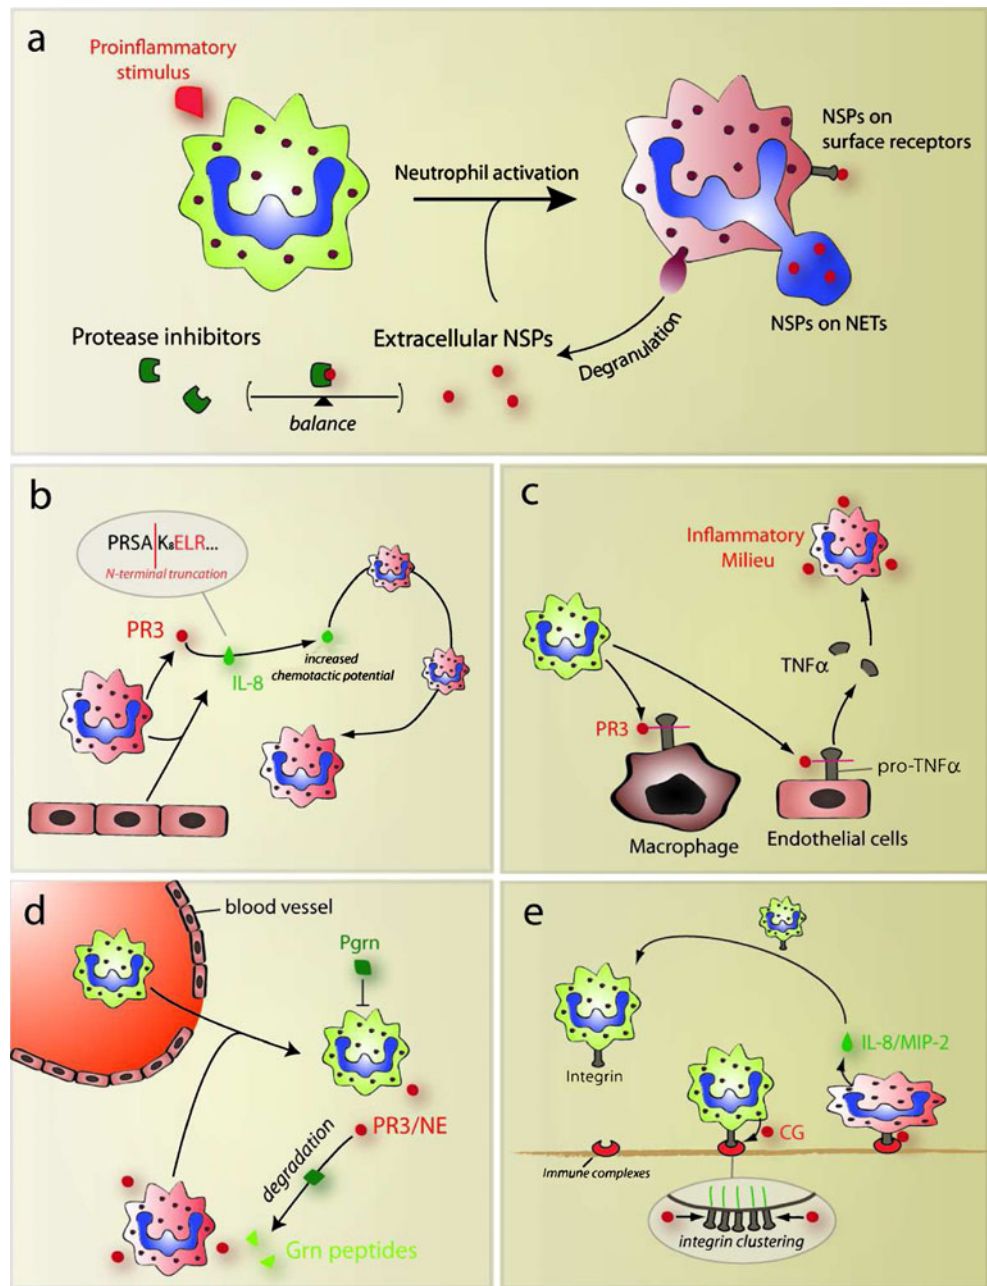 a
Proinflammatory
stimulus
Neutrophil activation
NSPs on
surface receptors
NSPs on NETs
Degranulation
Protease inhibitors
Extracellular NSPs
balance
b
PRSA|K8ELR...
N-terminal truncation
PR3
IL-8
increased
chemotactic potential
c
Inflammatory
Milieu
TNFα
PR3
pro-TNFα
Macrophage
Endothelial cells
d
blood vessel
Pgrn
PR3/NE
degradation
Grn peptides
e
Integrin
IL-8/MIP-2
CG
Immune complexes
integrin clustering